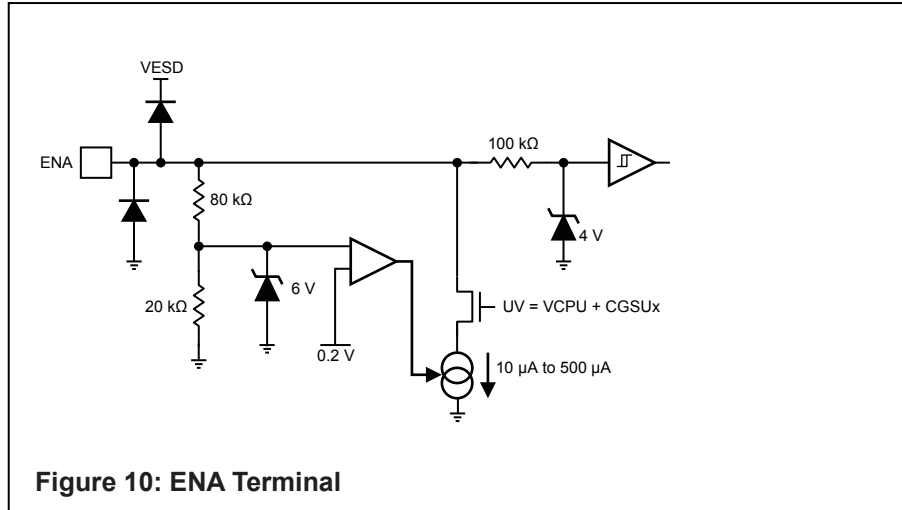 VESD
ENA
100 kΩ
80 kΩ
4 V
6 V
20 kΩ
UV = VCPU + CGSUx
0.2 V
10 µA to 500 µA
Figure 10: ENA Terminal